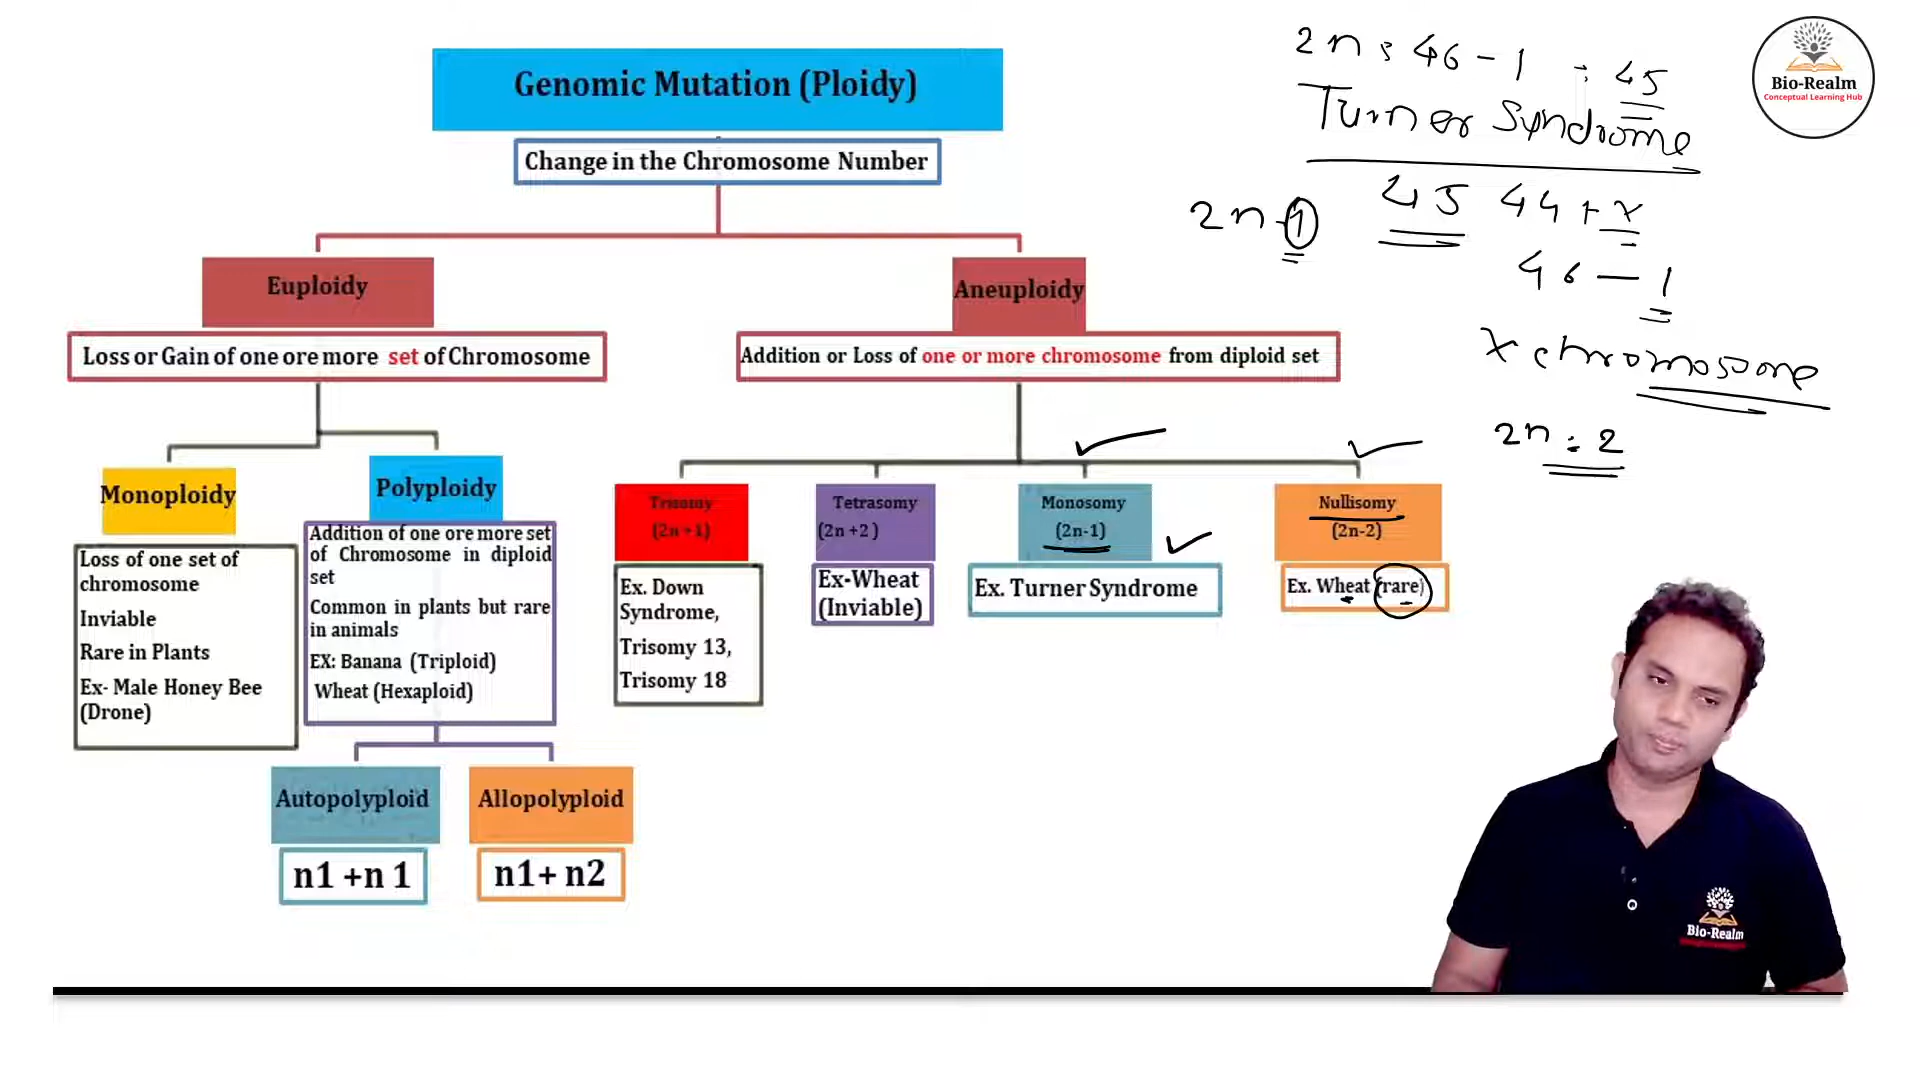 Genomic Mutation (Ploidy)
Change in the Chromosome Number
Euploidy
Loss or Gain of one ore more set of Chromosome
Monoploidy
Loss of one set of
chromosome
Inviable
Rare in Plants
Ex- Male Honey Bee
(Drone)
Polyploidy
Addition of one ore more set
of Chromosome in diploid
set
Common in plants but rare
in animals
EX: Banana (Triploid)
Wheat (Hexaploid)
Autopolyploid
n1 +n 1
Allopolyploid
n1+ n2
Aneuploidy
Addition or Loss of one or more chromosome from diploid set
Trisomy
(2n +1)
Ex. Down
Syndrome,
Trisomy 13,
Trisomy 18
Tetrasomy
(2n +2 )
Ex-Wheat
(Inviable)
Monosomy
(2n-1)
Ex. Turner Syndrome
Nullisomy
(2n-2)
Ex. Wheat (rare)
2n : 46 - 1 : 45
Turner Syndrome
2n-1 45 44 + x
46 — 1
x chromosome
2n : 2
Bio-Realm
Conceptual Learning Hub
Bio-Realm